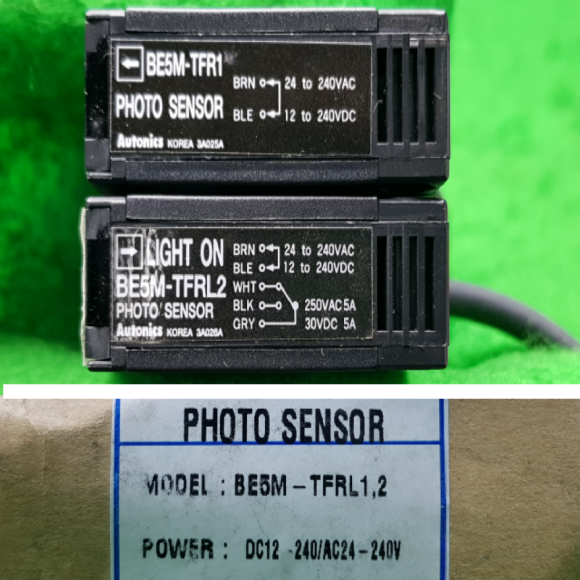 ← BE5M-TFR1
PHOTO SENSOR
Autonics KOREA 3A025A
BRN 24 to 240VAC
BLE 12 to 240VDC
→ LIGHT ON
BE5M-TFRL2
PHOTO SENSOR
Autonics KOREA 3A026A
BRN 24 to 240VAC
BLE 12 to 240VDC
WHT
BLK 250VAC 5A
GRY 30VDC 5A
PHOTO SENSOR
MODEL : BE5M-TFRL1,2
POWER : DC12 -240/AC24-240V